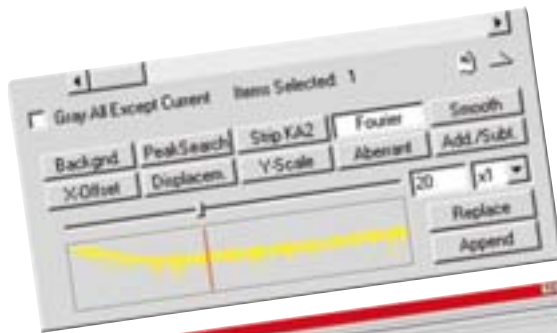 Gray All Except Current Items Selected: 1
Backgnd. PeakSearch Strip KA2 Fourier Smooth
X-Offset Displacem. Y-Scale Aberrant Add./Subt.
20 x1
Replace
Append